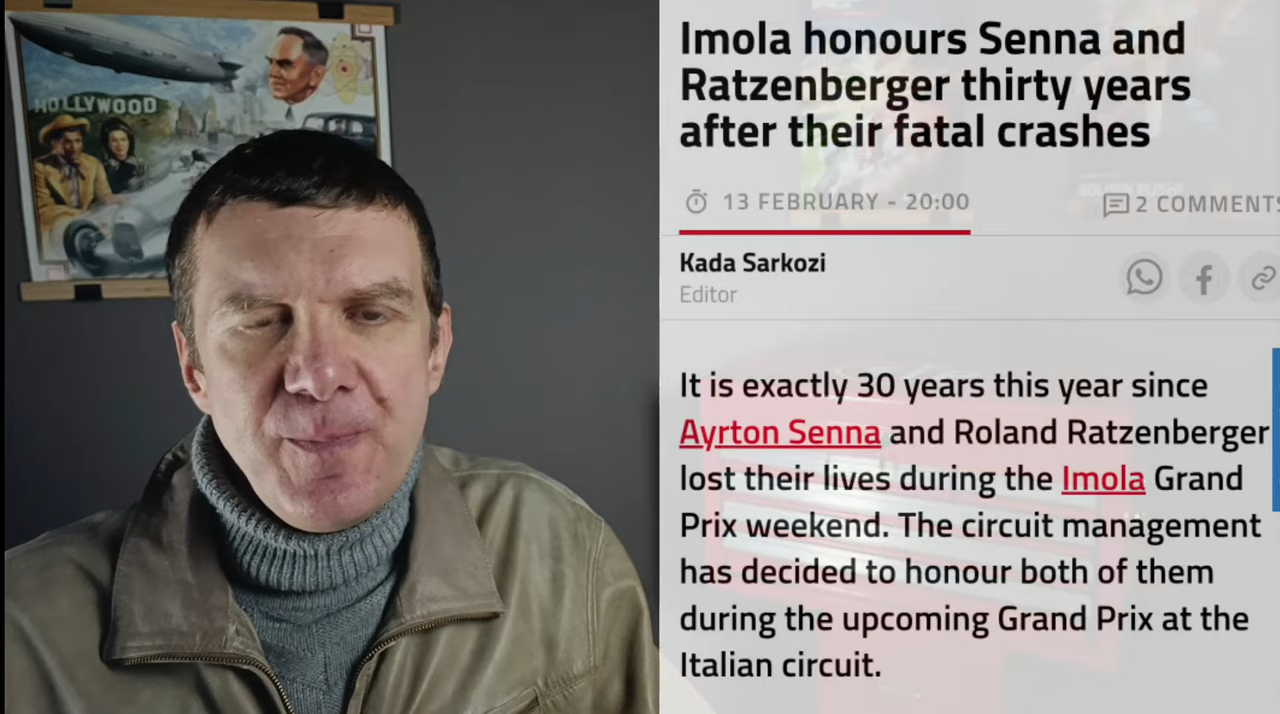 HOLLYWOOD
Imola honours Senna and
Ratzenberger thirty years
after their fatal crashes
13 FEBRUARY - 20:00
2 COMMENTS
Kada Sarkozi
Editor
It is exactly 30 years this year since
Ayrton Senna and Roland Ratzenberger
lost their lives during the Imola Grand
Prix weekend. The circuit management
has decided to honour both of them
during the upcoming Grand Prix at the
Italian circuit.